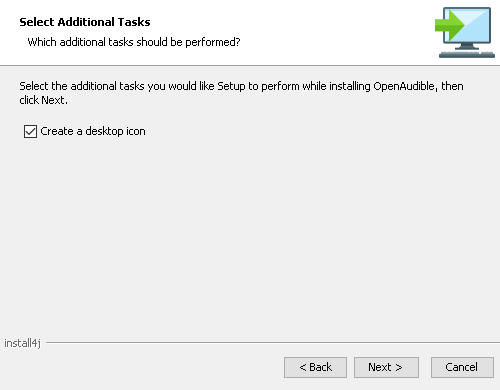 Select Additional Tasks
Which additional tasks should be performed?
Select the additional tasks you would like Setup to perform while installing OpenAudible, then
click Next.
Create a desktop icon
install4j
< Back
Next >
Cancel